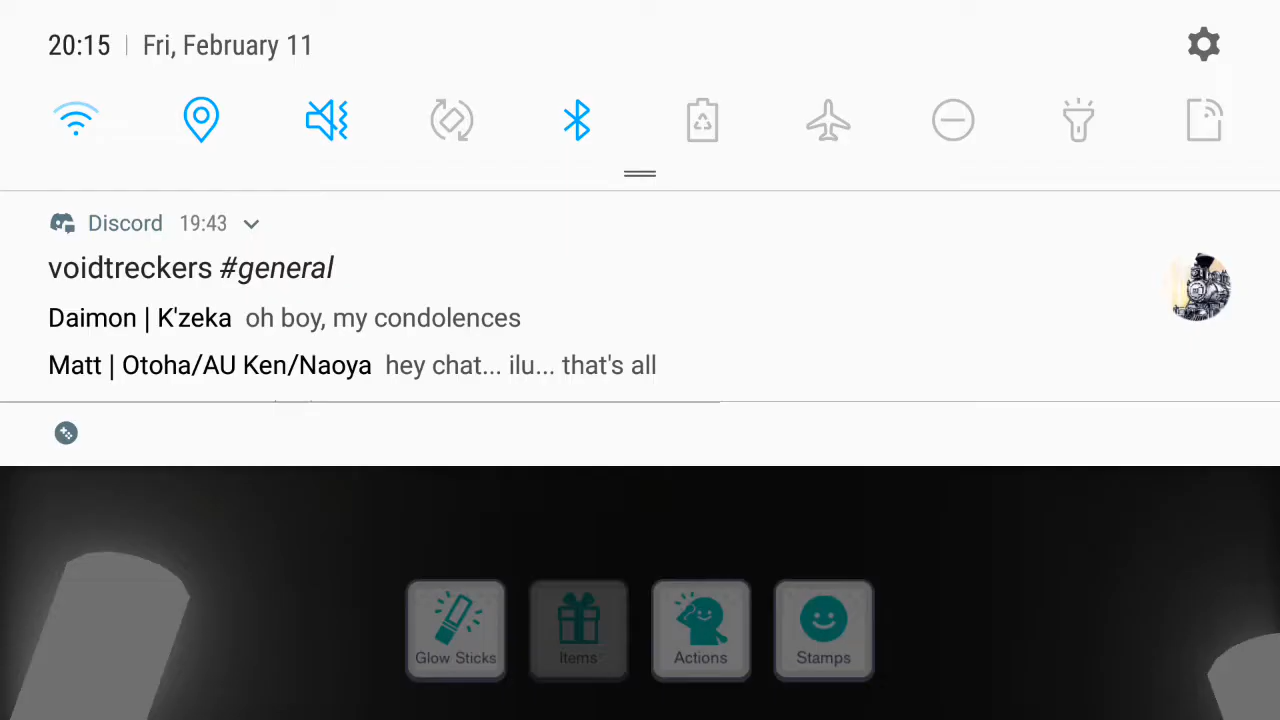 20:15 | Fri, February 11
Discord 19:43
voidtreckers #general
Daimon | K'zeka oh boy, my condolences
Matt | Otoha/AU Ken/Naoya hey chat... ilu... that's all
Glow Sticks
Items
Actions
Stamps